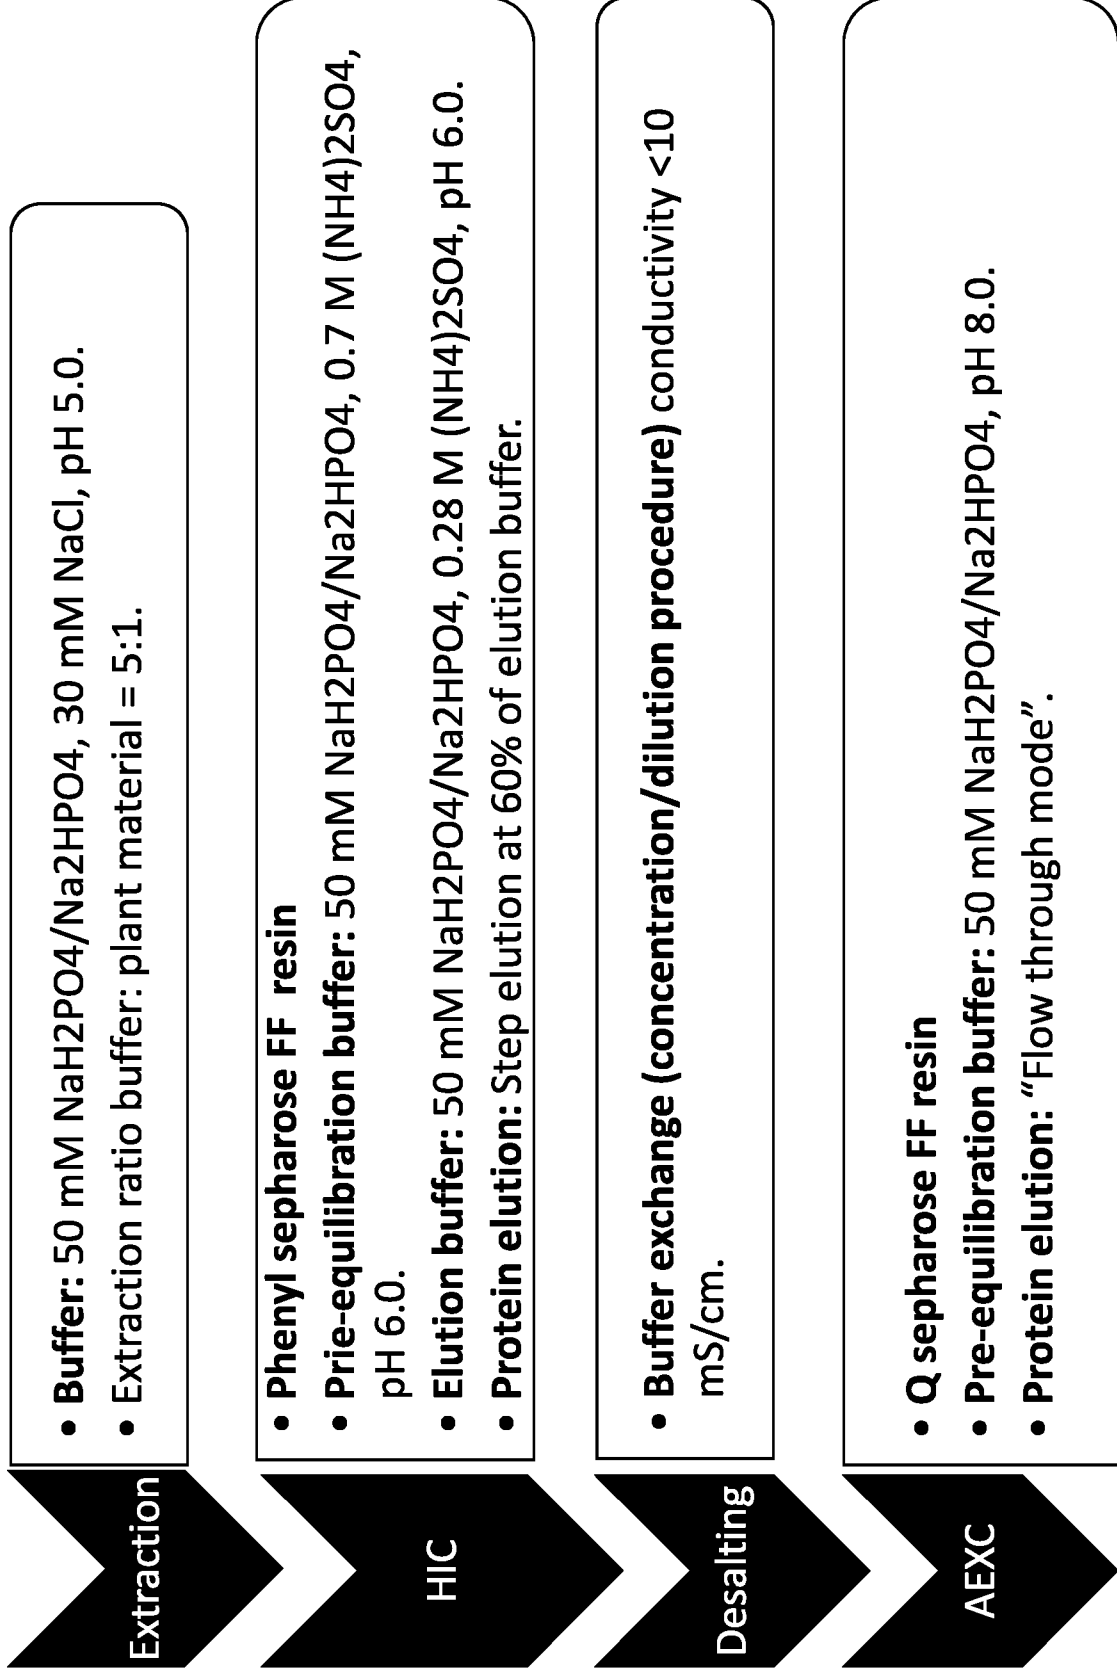 Extraction
• Buffer: 50 mM NaH2PO4/Na2HPO4, 30 mM NaCl, pH 5.0.
• Extraction ratio buffer: plant material = 5:1.
HIC
• Phenyl sepharose FF resin
• Prie-equilibration buffer: 50 mM NaH2PO4/Na2HPO4, 0.7 M (NH4)2SO4,
pH 6.0.
• Elution buffer: 50 mM NaH2PO4/Na2HPO4, 0.28 M (NH4)2SO4, pH 6.0.
• Protein elution: Step elution at 60% of elution buffer.
Desalting
• Buffer exchange (concentration/dilution procedure) conductivity <10
mS/cm.
AEXC
• Q sepharose FF resin
• Pre-equilibration buffer: 50 mM NaH2PO4/Na2HPO4, pH 8.0.
• Protein elution: “Flow through mode”.